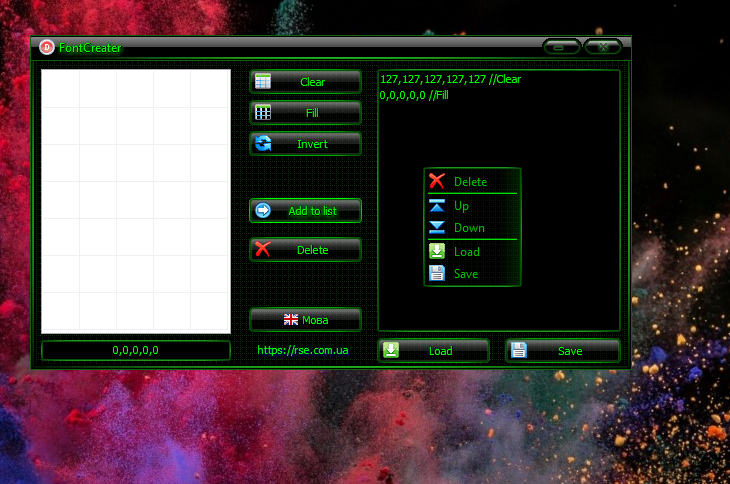 FontCreater
Clear
Fill
Invert
Add to list
Delete
Мова
https://rse.com.ua
0,0,0,0,0
127,127,127,127,127 //Clear
0,0,0,0,0 //Fill
Delete
Up
Down
Load
Save
Load
Save